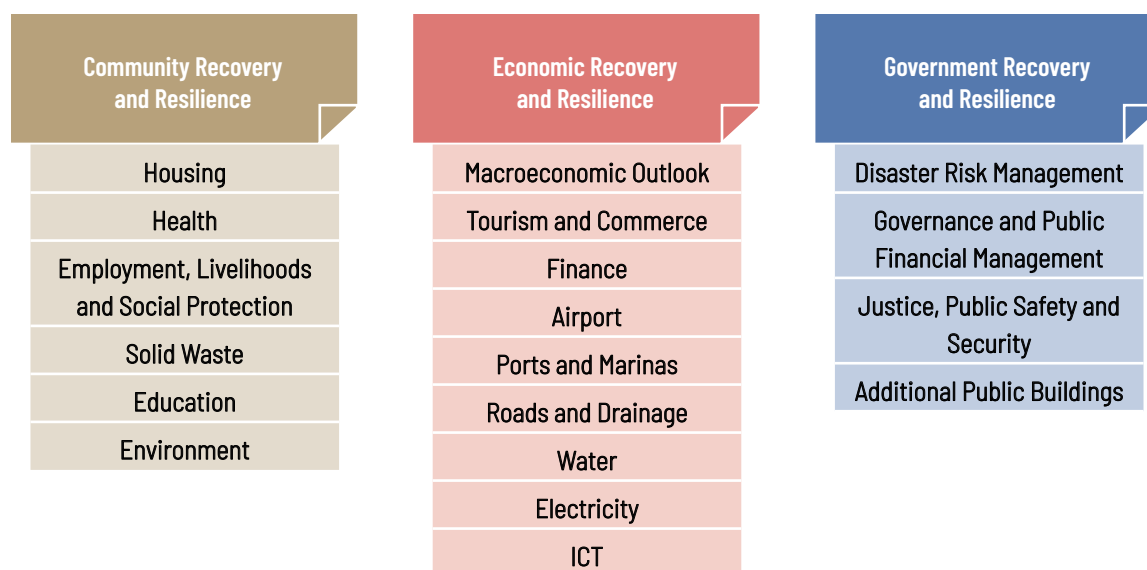 Community Recovery
and Resilience
Housing
Health
Employment, Livelihoods
and Social Protection
Solid Waste
Education
Environment
Economic Recovery
and Resilience
Macroeconomic Outlook
Tourism and Commerce
Finance
Airport
Ports and Marinas
Roads and Drainage
Water
Electricity
ICT
Government Recovery
and Resilience
Disaster Risk Management
Governance and Public
Financial Management
Justice, Public Safety and
Security
Additional Public Buildings